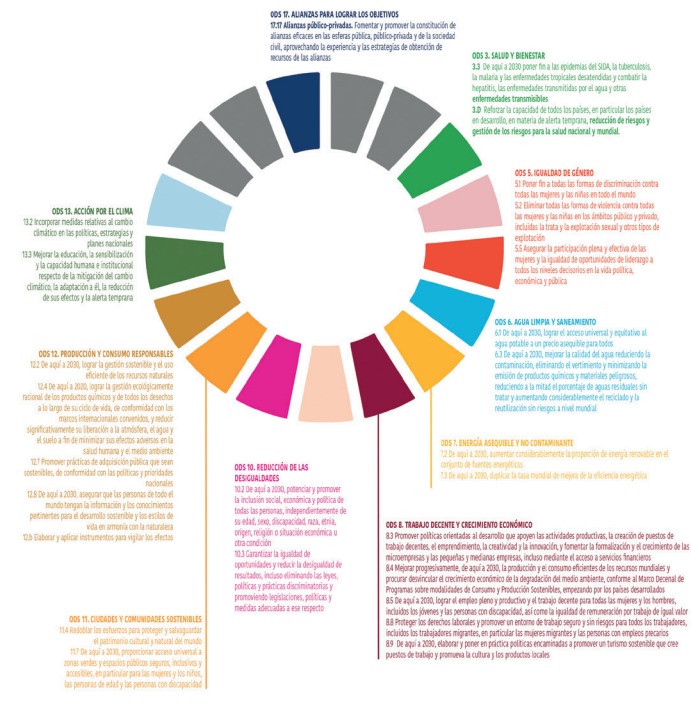 ODS 17. ALIANZAS PARA LOGRAR LOS OBJETIVOS
17.17 Alianzas público-privadas. Fomentar y promover la constitución de
alianzas eficaces en las esferas pública, público-privada y de la sociedad
civil, aprovechando la experiencia y las estrategias de obtención de
recursos de las alianzas
ODS 3. SALUD Y BIENESTAR
3.3 De aquí a 2030 poner fin a las epidemias del SIDA, la tuberculosis,
la malaria y las enfermedades tropicales desatendidas y combatir la
hepatitis, las enfermedades transmitidas por el agua y otras
enfermedades transmisibles
3.D Reforzar la capacidad de todos los países, en particular los países
en desarrollo, en materia de alerta temprana, reducción de riesgos y
gestión de los riesgos para la salud nacional y mundial.
ODS 5. IGUALDAD DE GÉNERO
5.1 Poner fin a todas las formas de discriminación contra
todas las mujeres y las niñas en todo el mundo
5.2 Eliminar todas las formas de violencia contra todas
las mujeres y las niñas en los ámbitos público y privado,
incluidas la trata y la explotación sexual y otros tipos de
explotación
5.5 Asegurar la participación plena y efectiva de las
mujeres y la igualdad de oportunidades de liderazgo a
todos los niveles decisorios en la vida política,
económica y pública
ODS 6. AGUA LIMPIA Y SANEAMIENTO
6.1 De aquí a 2030, lograr el acceso universal y equitativo al
agua potable a un precio asequible para todos
6.3 De aquí a 2030, mejorar la calidad del agua reduciendo la
contaminación, eliminando el vertimiento y minimizando la
emisión de productos químicos y materiales peligrosos,
reduciendo a la mitad el porcentaje de aguas residuales sin
tratar y aumentando considerablemente el reciclado y la
reutilización sin riesgos a nivel mundial
ODS 7. ENERGÍA ASEQUIBLE Y NO CONTAMINANTE
7.2 De aquí a 2030, aumentar considerablemente la proporción de energía renovable en el
conjunto de fuentes energéticas
7.3 De aquí a 2030, duplicar la tasa mundial de mejora de la eficiencia energética
ODS 8. TRABAJO DECENTE Y CRECIMIENTO ECONÓMICO
8.3 Promover políticas orientadas al desarrollo que apoyen las actividades productivas, la creación de puestos de
trabajo decentes, el emprendimiento, la creatividad y la innovación, y fomentar la formalización y el crecimiento de las
microempresas y las pequeñas y medianas empresas, incluso mediante el acceso a servicios financieros
8.4 Mejorar progresivamente, de aquí a 2030, la producción y el consumo eficientes de los recursos mundiales y
procurar desvincular el crecimiento económico de la degradación del medio ambiente, conforme al Marco Decenal de
Programas sobre modalidades de Consumo y Producción Sostenibles, empezando por los países desarrollados
8.5 De aquí a 2030, lograr el empleo pleno y productivo y el trabajo decente para todas las mujeres y los hombres,
incluidos los jóvenes y las personas con discapacidad, así como la igualdad de remuneración por trabajo de igual valor
8.8 Proteger los derechos laborales y promover un entorno de trabajo seguro y sin riesgos para todos los trabajadores,
incluidos los trabajadores migrantes, en particular las mujeres migrantes y las personas con empleos precarios
8.9 De aquí a 2030, elaborar y poner en práctica políticas encaminadas a promover un turismo sostenible que cree
puestos de trabajo y promueva la cultura y los productos locales
ODS 10. REDUCCIÓN DE LAS
DESIGUALDADES
10.2 De aquí a 2030, potenciar y promover
la inclusión social, económica y política de
todas las personas, independientemente de
su edad, sexo, discapacidad, raza, etnia,
origen, religión o situación económica u
otra condición
10.3 Garantizar la igualdad de
oportunidades y reducir la desigualdad de
resultados, incluso eliminando las leyes,
políticas y prácticas discriminatorias y
promoviendo legislaciones, políticas y
medidas adecuadas a ese respecto
ODS 11. CIUDADES Y COMUNIDADES SOSTENIBLES
11.4 Redoblar los esfuerzos para proteger y salvaguardar
el patrimonio cultural y natural del mundo
11.7 De aquí a 2030, proporcionar acceso universal a
zonas verdes y espacios públicos seguros, inclusivos y
accesibles, en particular para las mujeres y los niños,
las personas de edad y las personas con discapacidad
ODS 12. PRODUCCIÓN Y CONSUMO RESPONSABLES
12.2 De aquí a 2030, lograr la gestión sostenible y el uso
eficiente de los recursos naturales
12.4 De aquí a 2020, lograr la gestión ecológicamente
racional de los productos químicos y de todos los desechos
a lo largo de su ciclo de vida, de conformidad con los
marcos internacionales convenidos, y reducir
significativamente su liberación a la atmósfera, el agua y
el suelo a fin de minimizar sus efectos adversos en la
salud humana y el medio ambiente
12.7 Promover prácticas de adquisición pública que sean
sostenibles, de conformidad con las políticas y prioridades
nacionales
12.8 De aquí a 2030, asegurar que las personas de todo el
mundo tengan la información y los conocimientos
pertinentes para el desarrollo sostenible y los estilos de
vida en armonía con la naturaleza
12.b Elaborar y aplicar instrumentos para vigilar los efectos
ODS 13. ACCIÓN POR EL CLIMA
13.2 Incorporar medidas relativas al cambio
climático en las políticas, estrategias y
planes nacionales
13.3 Mejorar la educación, la sensibilización
y la capacidad humana e institucional
respecto de la mitigación del cambio
climático, la adaptación a él, la reducción
de sus efectos y la alerta temprana